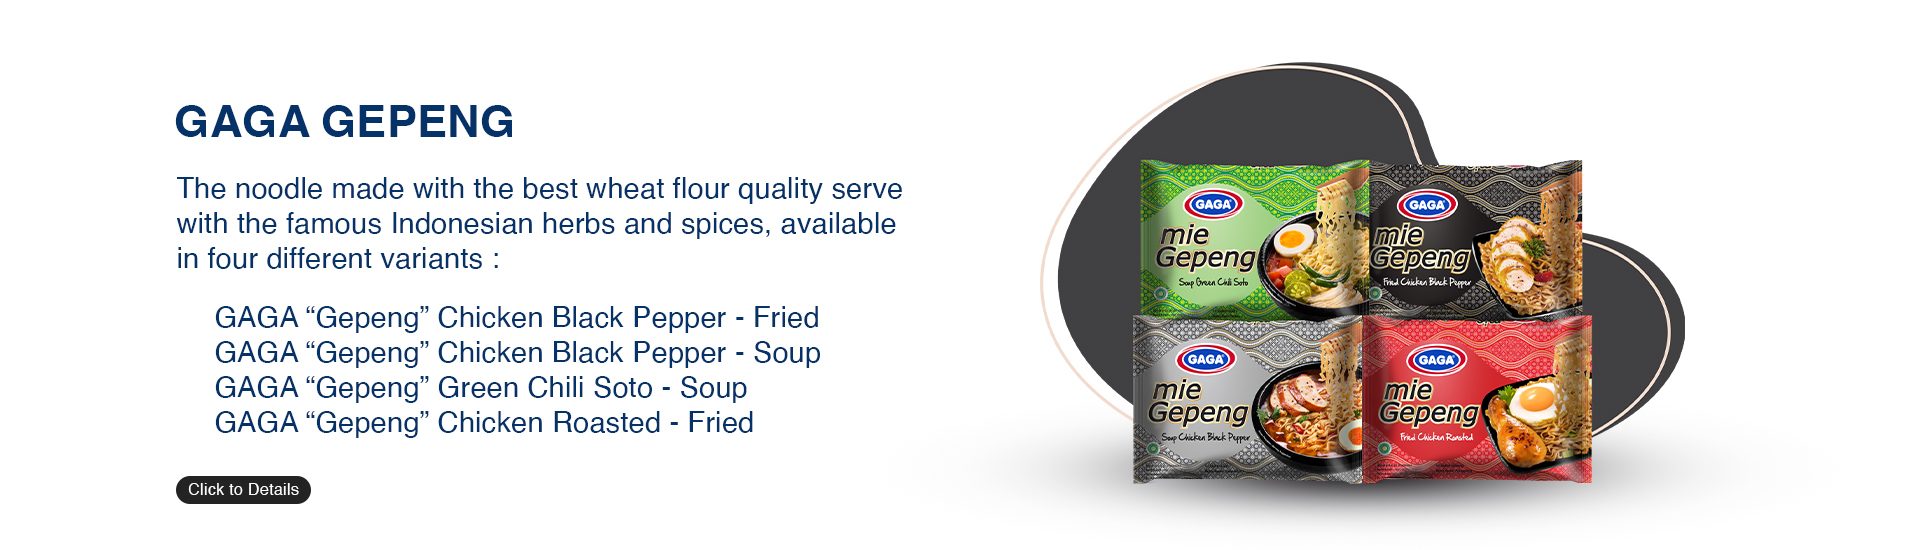 GAGA GEPENG
The noodle made with the best wheat flour quality serve
with the famous Indonesian herbs and spices, available
in four different variants :
GAGA “Gepeng” Chicken Black Pepper - Fried
GAGA “Gepeng” Chicken Black Pepper - Soup
GAGA “Gepeng” Green Chili Soto - Soup
GAGA “Gepeng” Chicken Roasted - Fried
Click to Details
GAGA
mie
Gepeng
Soup Green Chili Soto
GAGA
mie
Gepeng
Fried Chicken Black Pepper
GAGA
mie
Gepeng
Soup Chicken Black Pepper
GAGA
mie
Gepeng
Fried Chicken Roasted